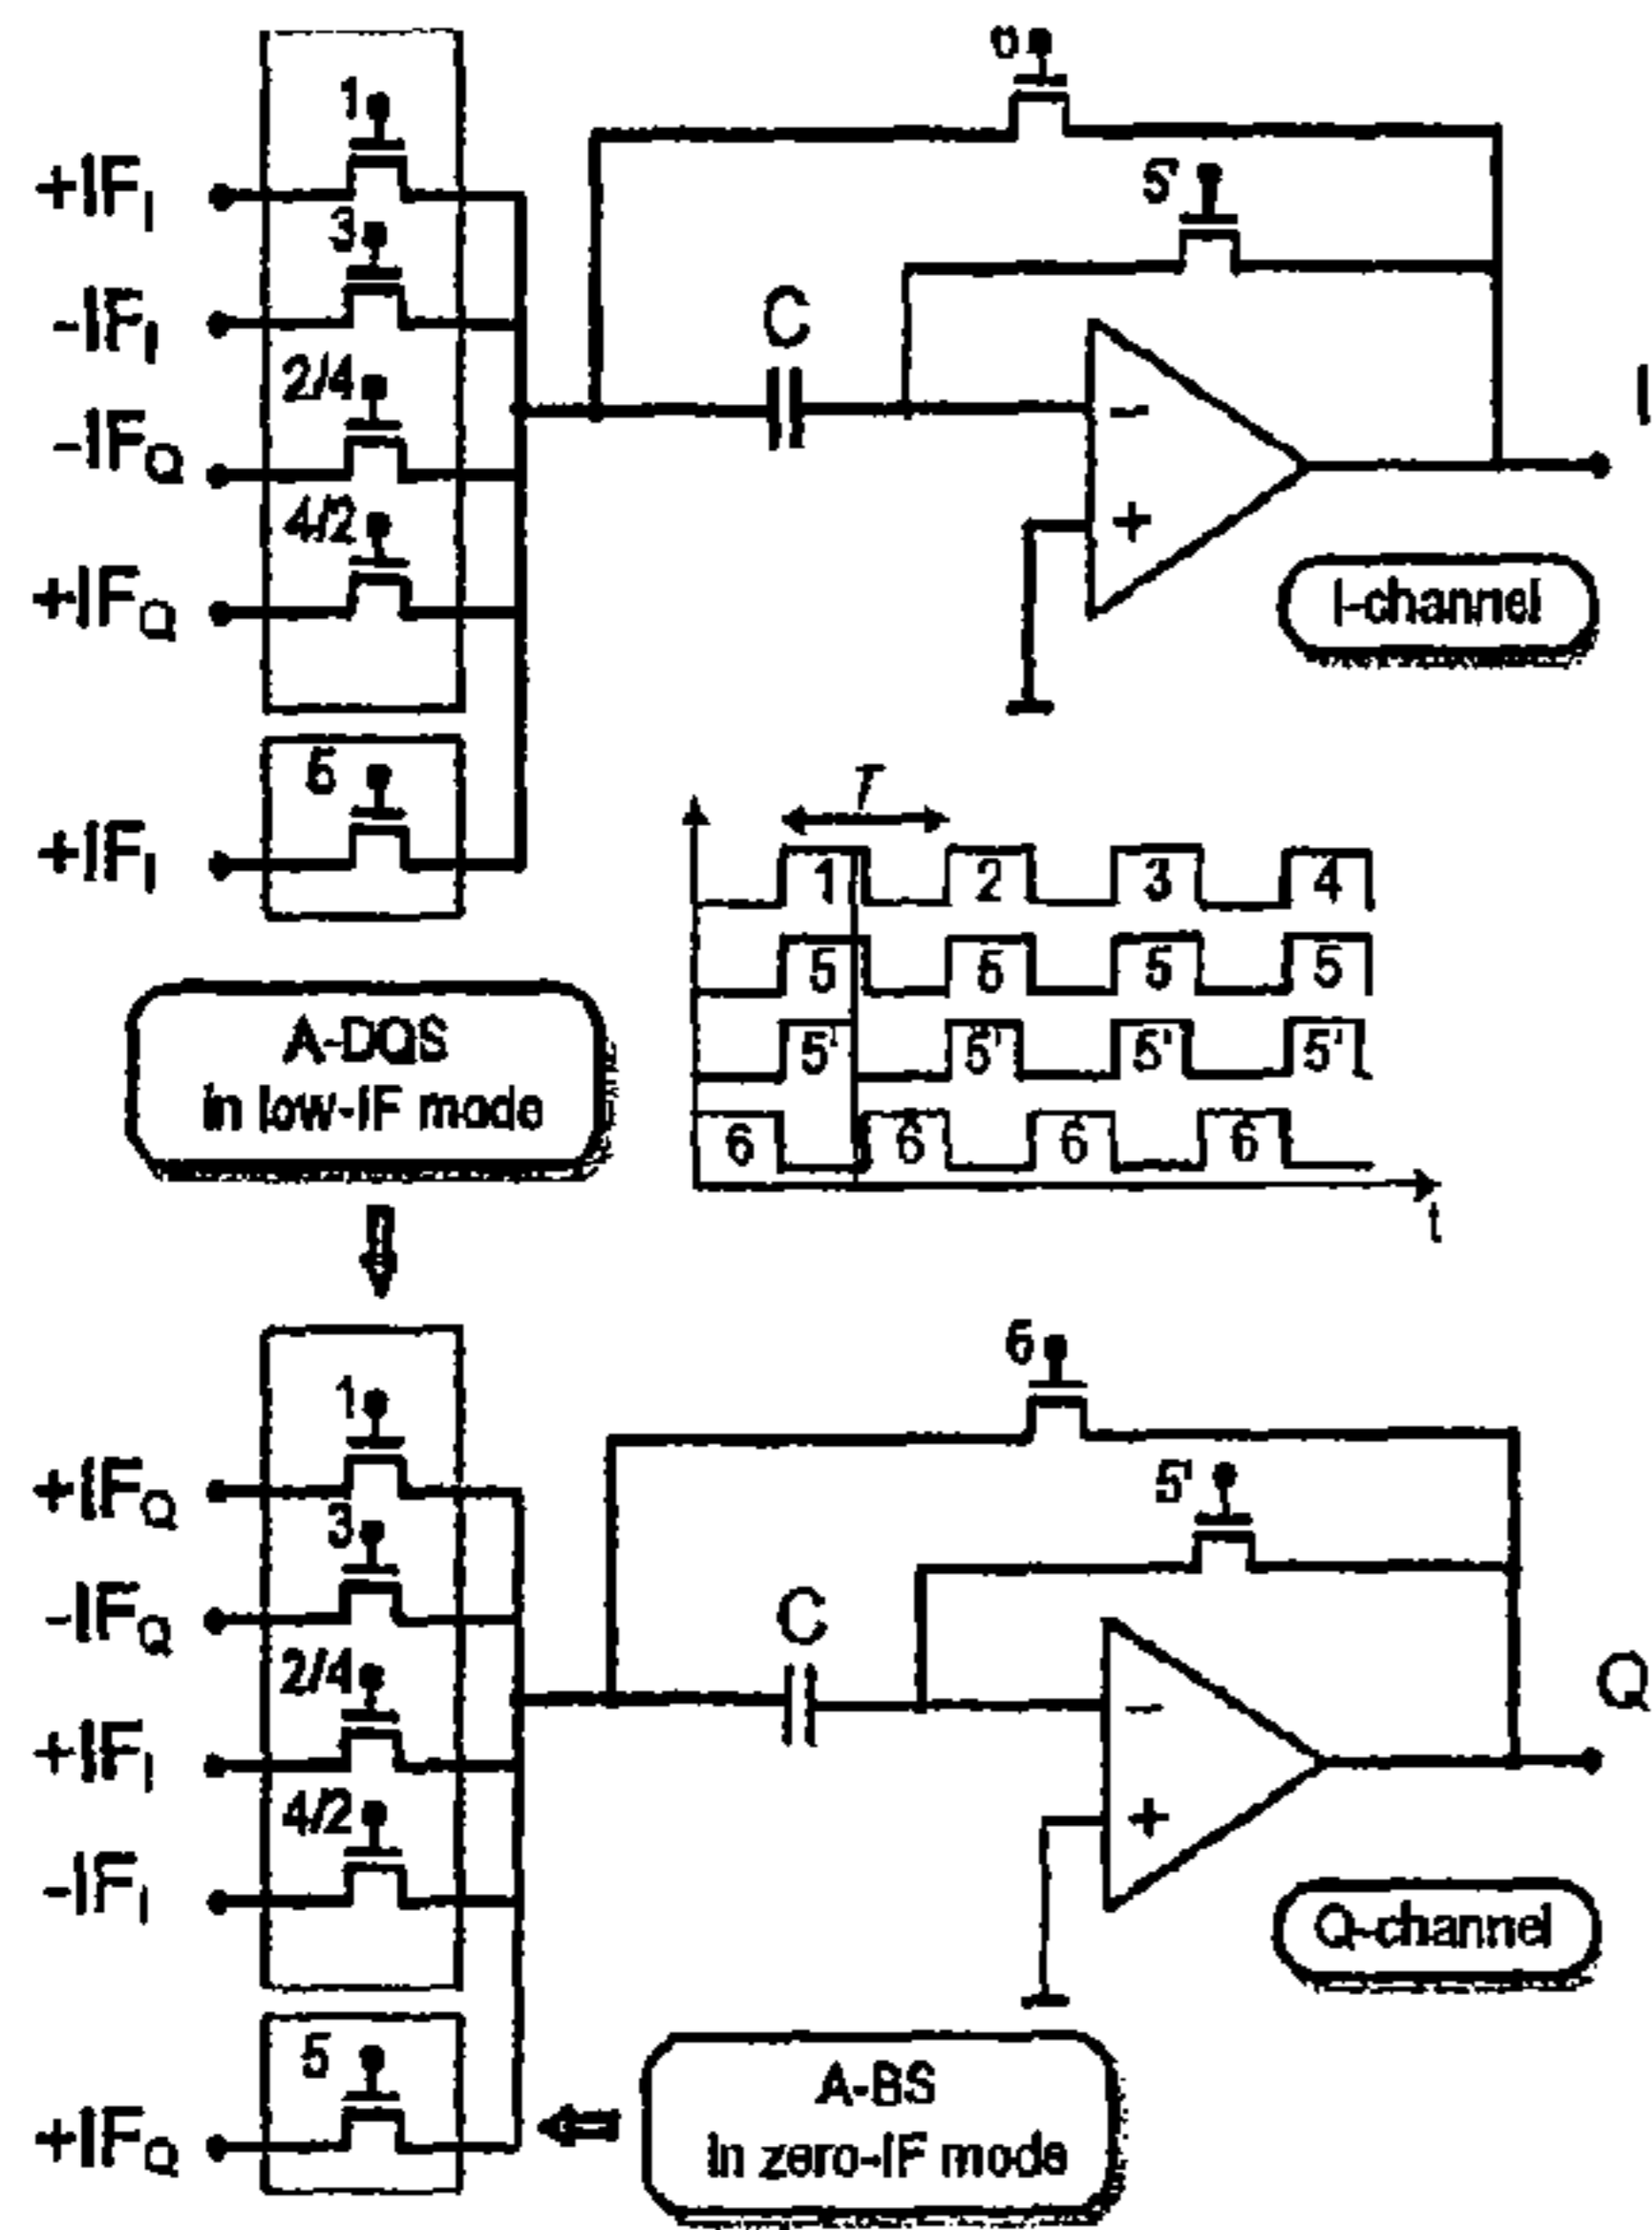 1
+IF_I
3
-IF_I
2/4
-IF_Q
4/2
+IF_Q
5
+IF_I
6
5'
C
-
+
I
I-channel
A-DQS
in low-IF mode
T
1 2 3 4
5 5 5 5
5' 5' 5' 5'
6 6 6 6
t
1
+IF_Q
3
-IF_Q
2/4
+IF_I
4/2
-IF_I
5
+IF_Q
6
5'
C
-
+
Q
Q-channel
A-BS
in zero-IF mode